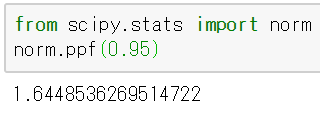 from scipy.stats import norm
norm.ppf(0.95)
1.6448536269514722